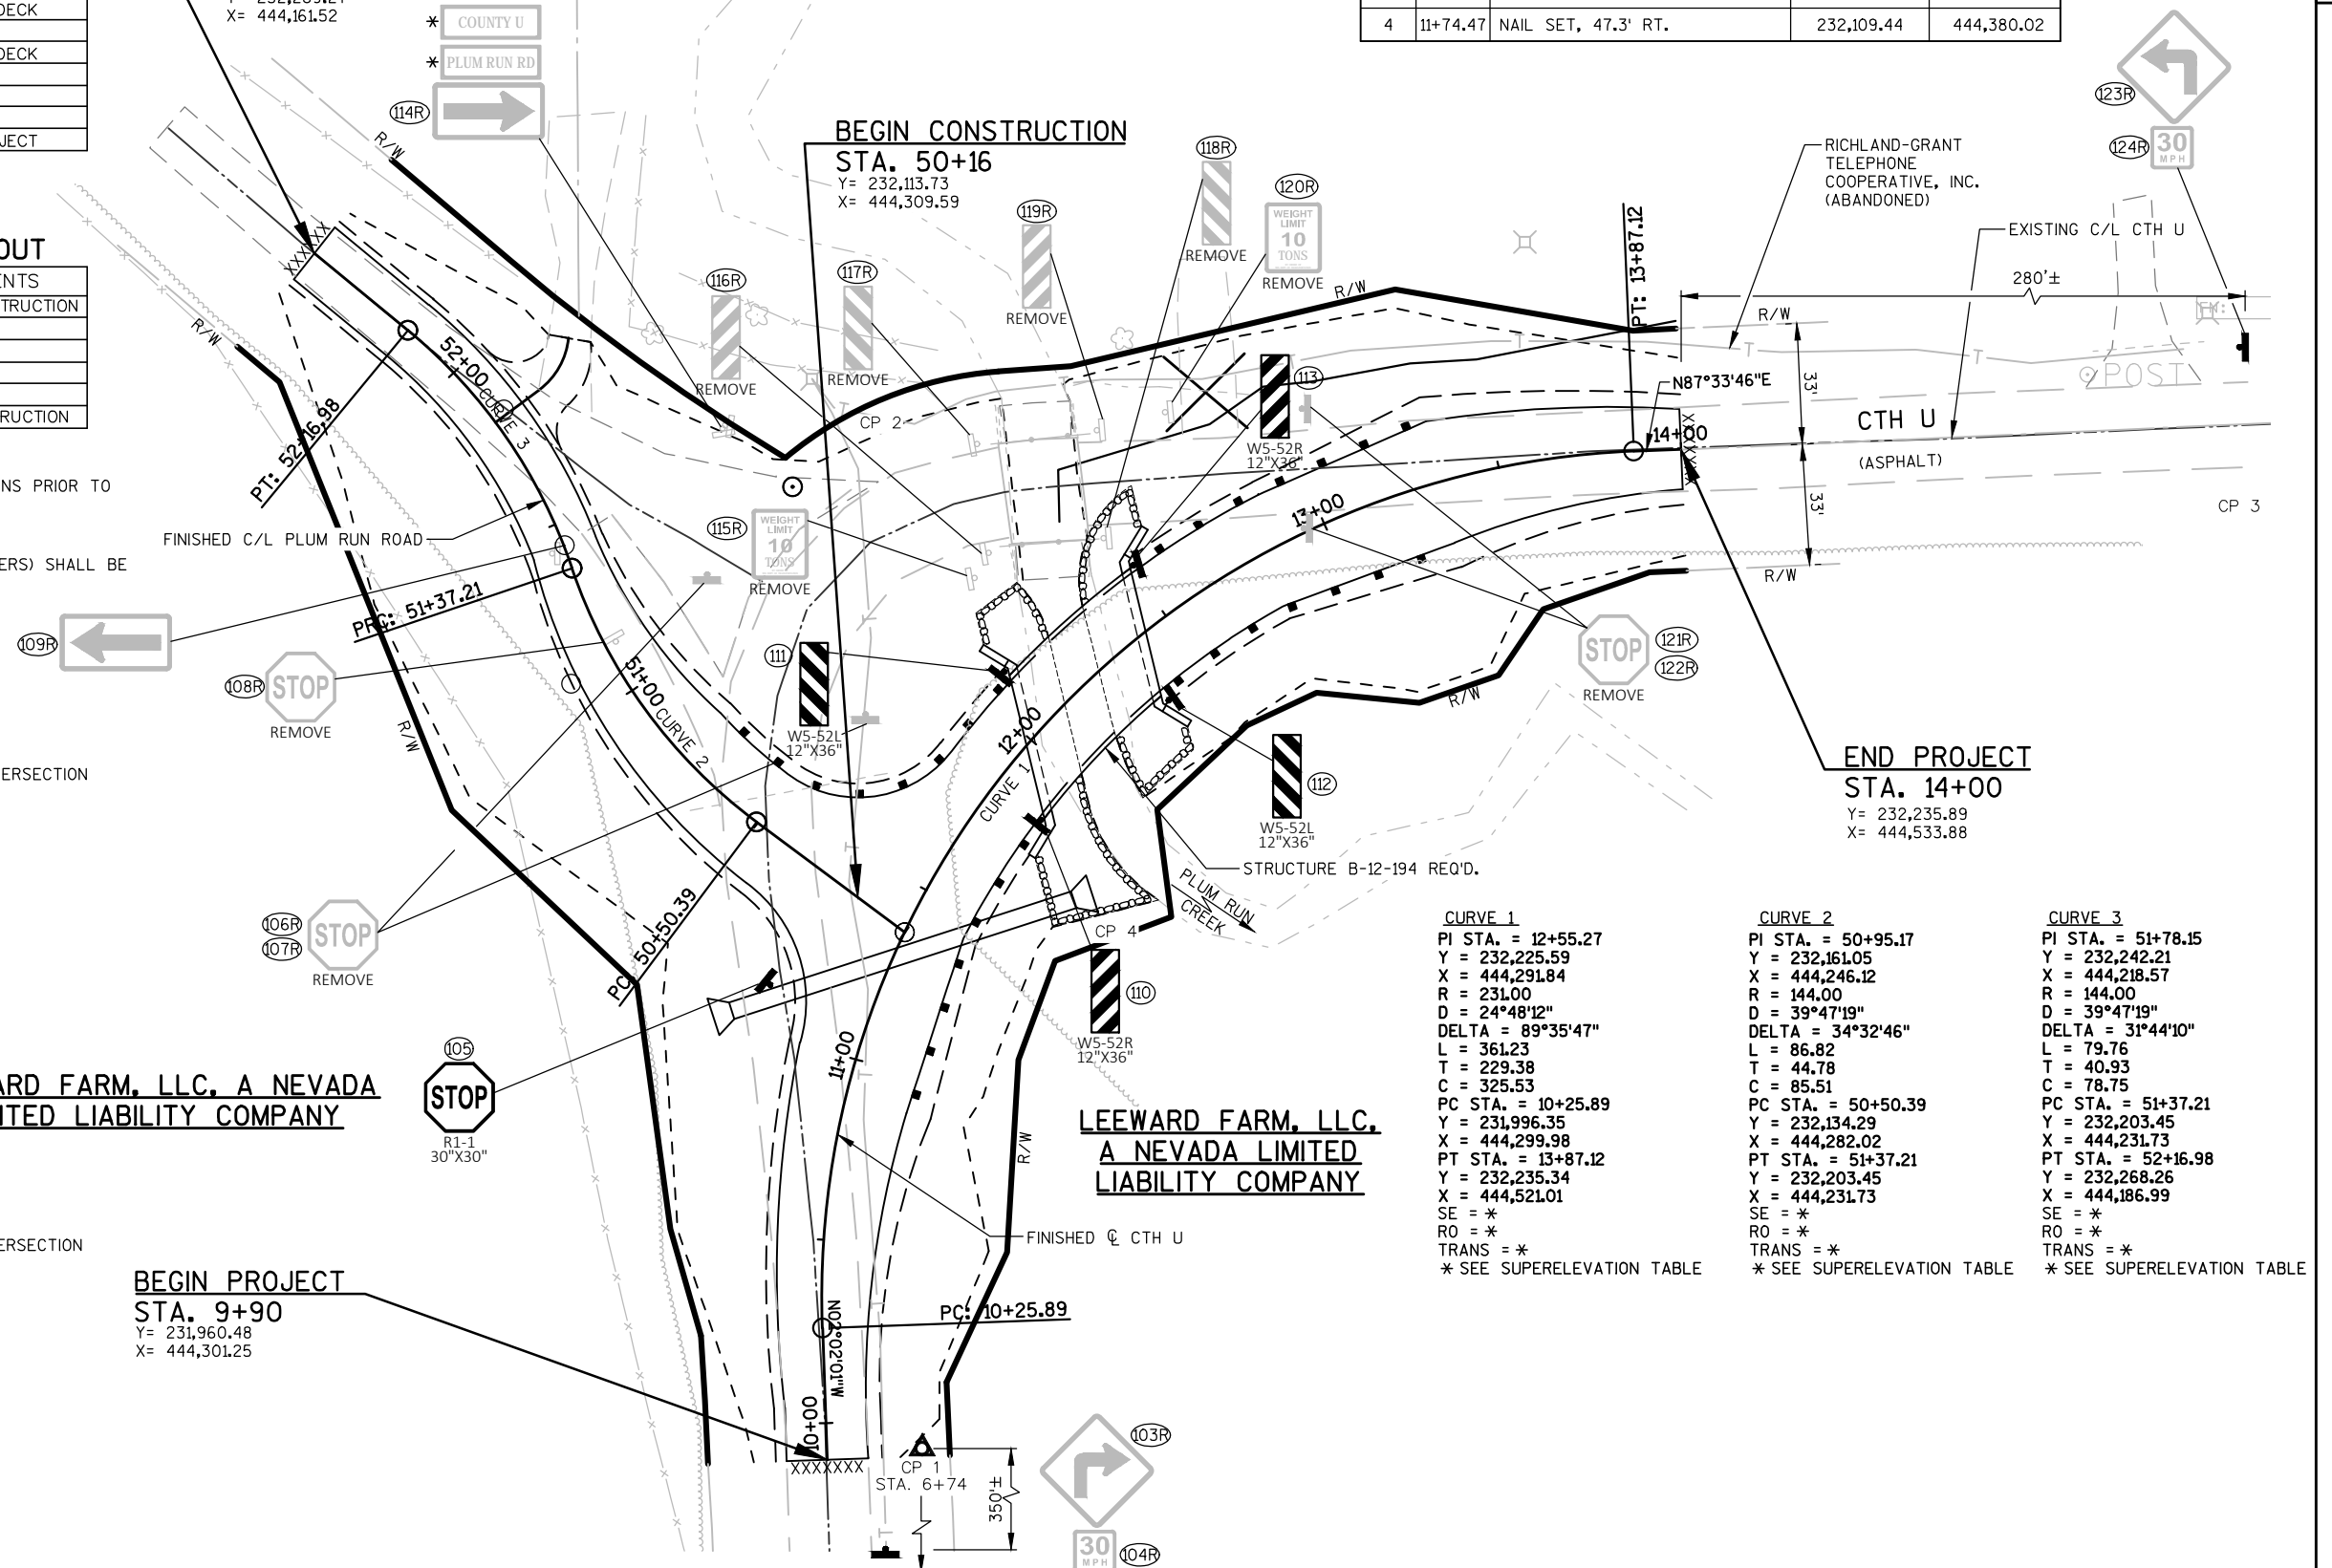 DECK
DECK
JECT
X= 444,161.52
* COUNTY U
* PLUM RUN RD
114R
R/W
BEGIN CONSTRUCTION
STA. 50+16
Y= 232,113.73
X= 444,309.59
4 11+74.47 NAIL SET, 47.3' RT. 232,109.44 444,380.02
123R
30
MPH
124R
RICHLAND-GRANT
TELEPHONE
COOPERATIVE, INC.
(ABANDONED)
EXISTING C/L CTH U
280'±
118R
REMOVE
119R
REMOVE
WEIGHT
LIMIT
10
TONS
120R
REMOVE
116R
REMOVE
117R
REMOVE
R/W
PT: 13+87.12
R/W
33'
33'
N87°33'46"E
POST
OUT
ENTS
TRUCTION
RUCTION
R/W
52+00
CURVE 3
PT: 52+16.98
CP 2
113
W5-52R
12"X36"
14+00
CTH U
(ASPHALT)
CP 3
NS PRIOR TO
FINISHED C/L PLUM RUN ROAD
ERS) SHALL BE
115R
WEIGHT
LIMIT
10
TONS
REMOVE
13+00
R/W
PRC: 51+37.21
109R
108R
STOP
REMOVE
R/W
51+00
CURVE 2
111
W5-52L
12"X36"
12+00
CURVE 1
R/W
STOP
121R
122R
REMOVE
112
W5-52L
12"X36"
END PROJECT
STA. 14+00
Y= 232,235.89
X= 444,533.88
ERSECTION
STRUCTURE B-12-194 REQ'D.
PLUM RUN
CREEK
106R
107R
STOP
REMOVE
PC: 50+50.39
CP 4
110
W5-52R
12"X36"
CURVE 1
PI STA. = 12+55.27
Y = 232,225.59
X = 444,291.84
R = 231.00
D = 24°48'12"
DELTA = 89°35'47"
L = 361.23
T = 229.38
C = 325.53
PC STA. = 10+25.89
Y = 231,996.35
X = 444,299.98
PT STA. = 13+87.12
Y = 232,235.34
X = 444,521.01
SE = *
RO = *
TRANS = *
* SEE SUPERELEVATION TABLE
CURVE 2
PI STA. = 50+95.17
Y = 232,161.05
X = 444,246.12
R = 144.00
D = 39°47'19"
DELTA = 34°32'46"
L = 86.82
T = 44.78
C = 85.51
PC STA. = 50+50.39
Y = 232,134.29
X = 444,282.02
PT STA. = 51+37.21
Y = 232,203.45
X = 444,231.73
SE = *
RO = *
TRANS = *
* SEE SUPERELEVATION TABLE
CURVE 3
PI STA. = 51+78.15
Y = 232,242.21
X = 444,218.57
R = 144.00
D = 39°47'19"
DELTA = 31°44'10"
L = 79.76
T = 40.93
C = 78.75
PC STA. = 51+37.21
Y = 232,203.45
X = 444,231.73
PT STA. = 52+16.98
Y = 232,268.26
X = 444,186.99
SE = *
RO = *
TRANS = *
* SEE SUPERELEVATION TABLE
105
STOP
R1-1
30"X30"
11+00
ARD FARM, LLC, A NEVADA
ITED LIABILITY COMPANY
LEEWARD FARM, LLC,
A NEVADA LIMITED
LIABILITY COMPANY
R/W
FINISHED ℄ CTH U
ERSECTION
BEGIN PROJECT
STA. 9+90
Y= 231,960.48
X= 444,301.25
PC: 10+25.89
N02°02'01"W
10+00
XXXXXXX
CP 1
STA. 6+74
350'±
103R
30
MPH
104R